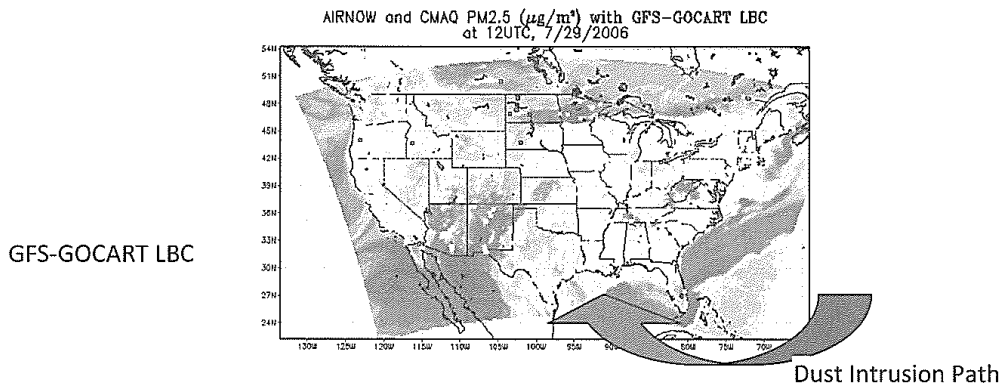 AIRNOW and CMAQ PM2.5 (μg/m³) with GFS-GOCART LBC
at 12UTC, 7/29/2006
54N
51N
48N
45N
42N
39N
36N
33N
30N
27N
24N
130W 125W 120W 115W 110W 105W 100W 95W 80W 75W 70W
GFS-GOCART LBC
Dust Intrusion Path